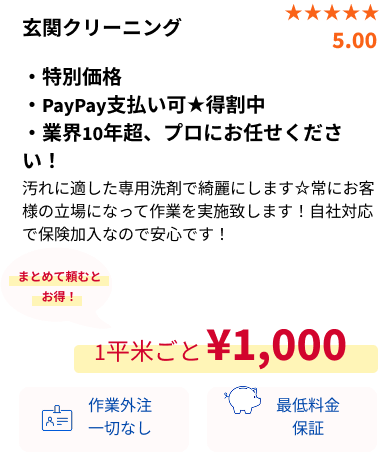 玄関クリーニング
★★★★★
5.00
・特別価格
・PayPay支払い可★得割中
・業界10年超、プロにお任せくださ
い！
汚れに適した専用洗剤で綺麗にします☆常にお客
様の立場になって作業を実施致します！自社対応
で保険加入なので安心です！
まとめて頼むと
お得！
1平米ごと ¥1,000
作業外注
一切なし
最低料金
保証